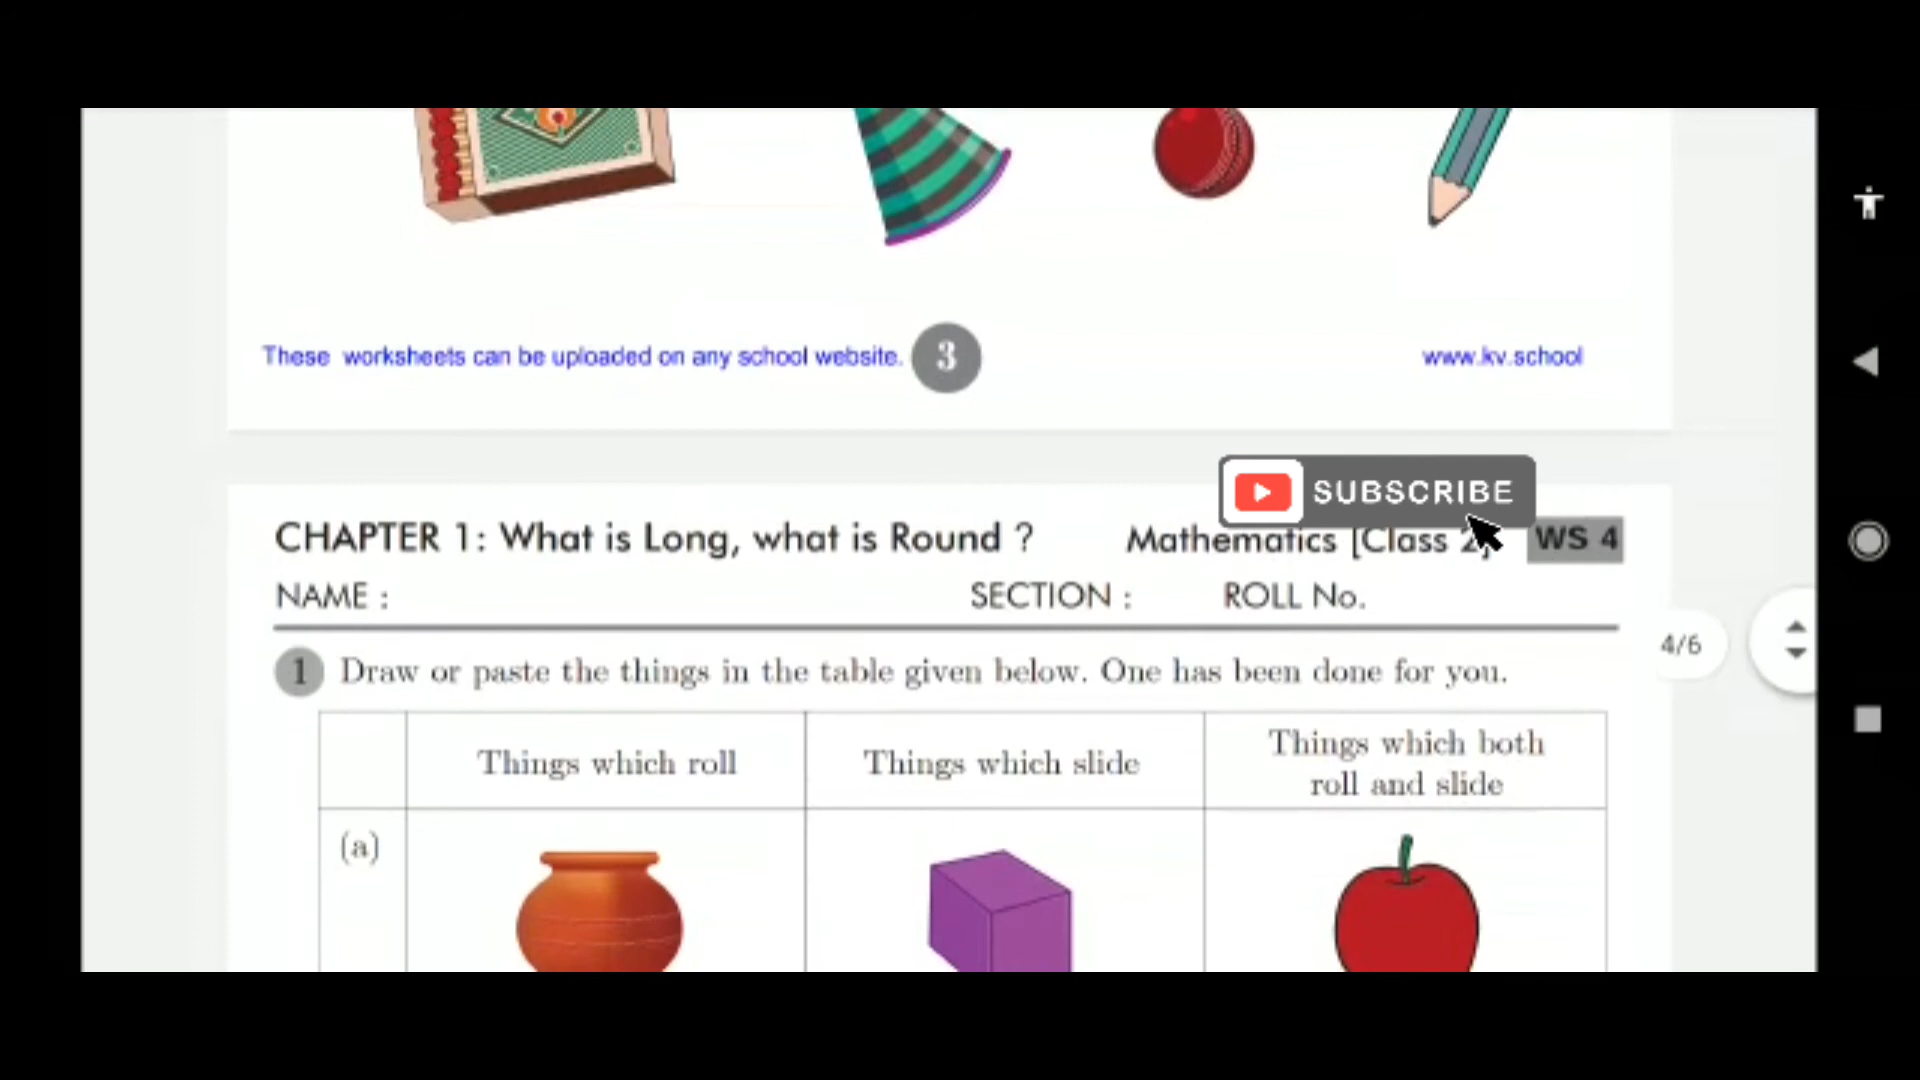 These worksheets can be uploaded on any school website. 3 www.kv.school
SUBSCRIBE
CHAPTER 1: What is Long, what is Round ? Mathematics [Class 2] WS 4
NAME : SECTION : ROLL No.
4/6
1 Draw or paste the things in the table given below. One has been done for you.
Things which roll Things which slide Things which both
roll and slide
(a)